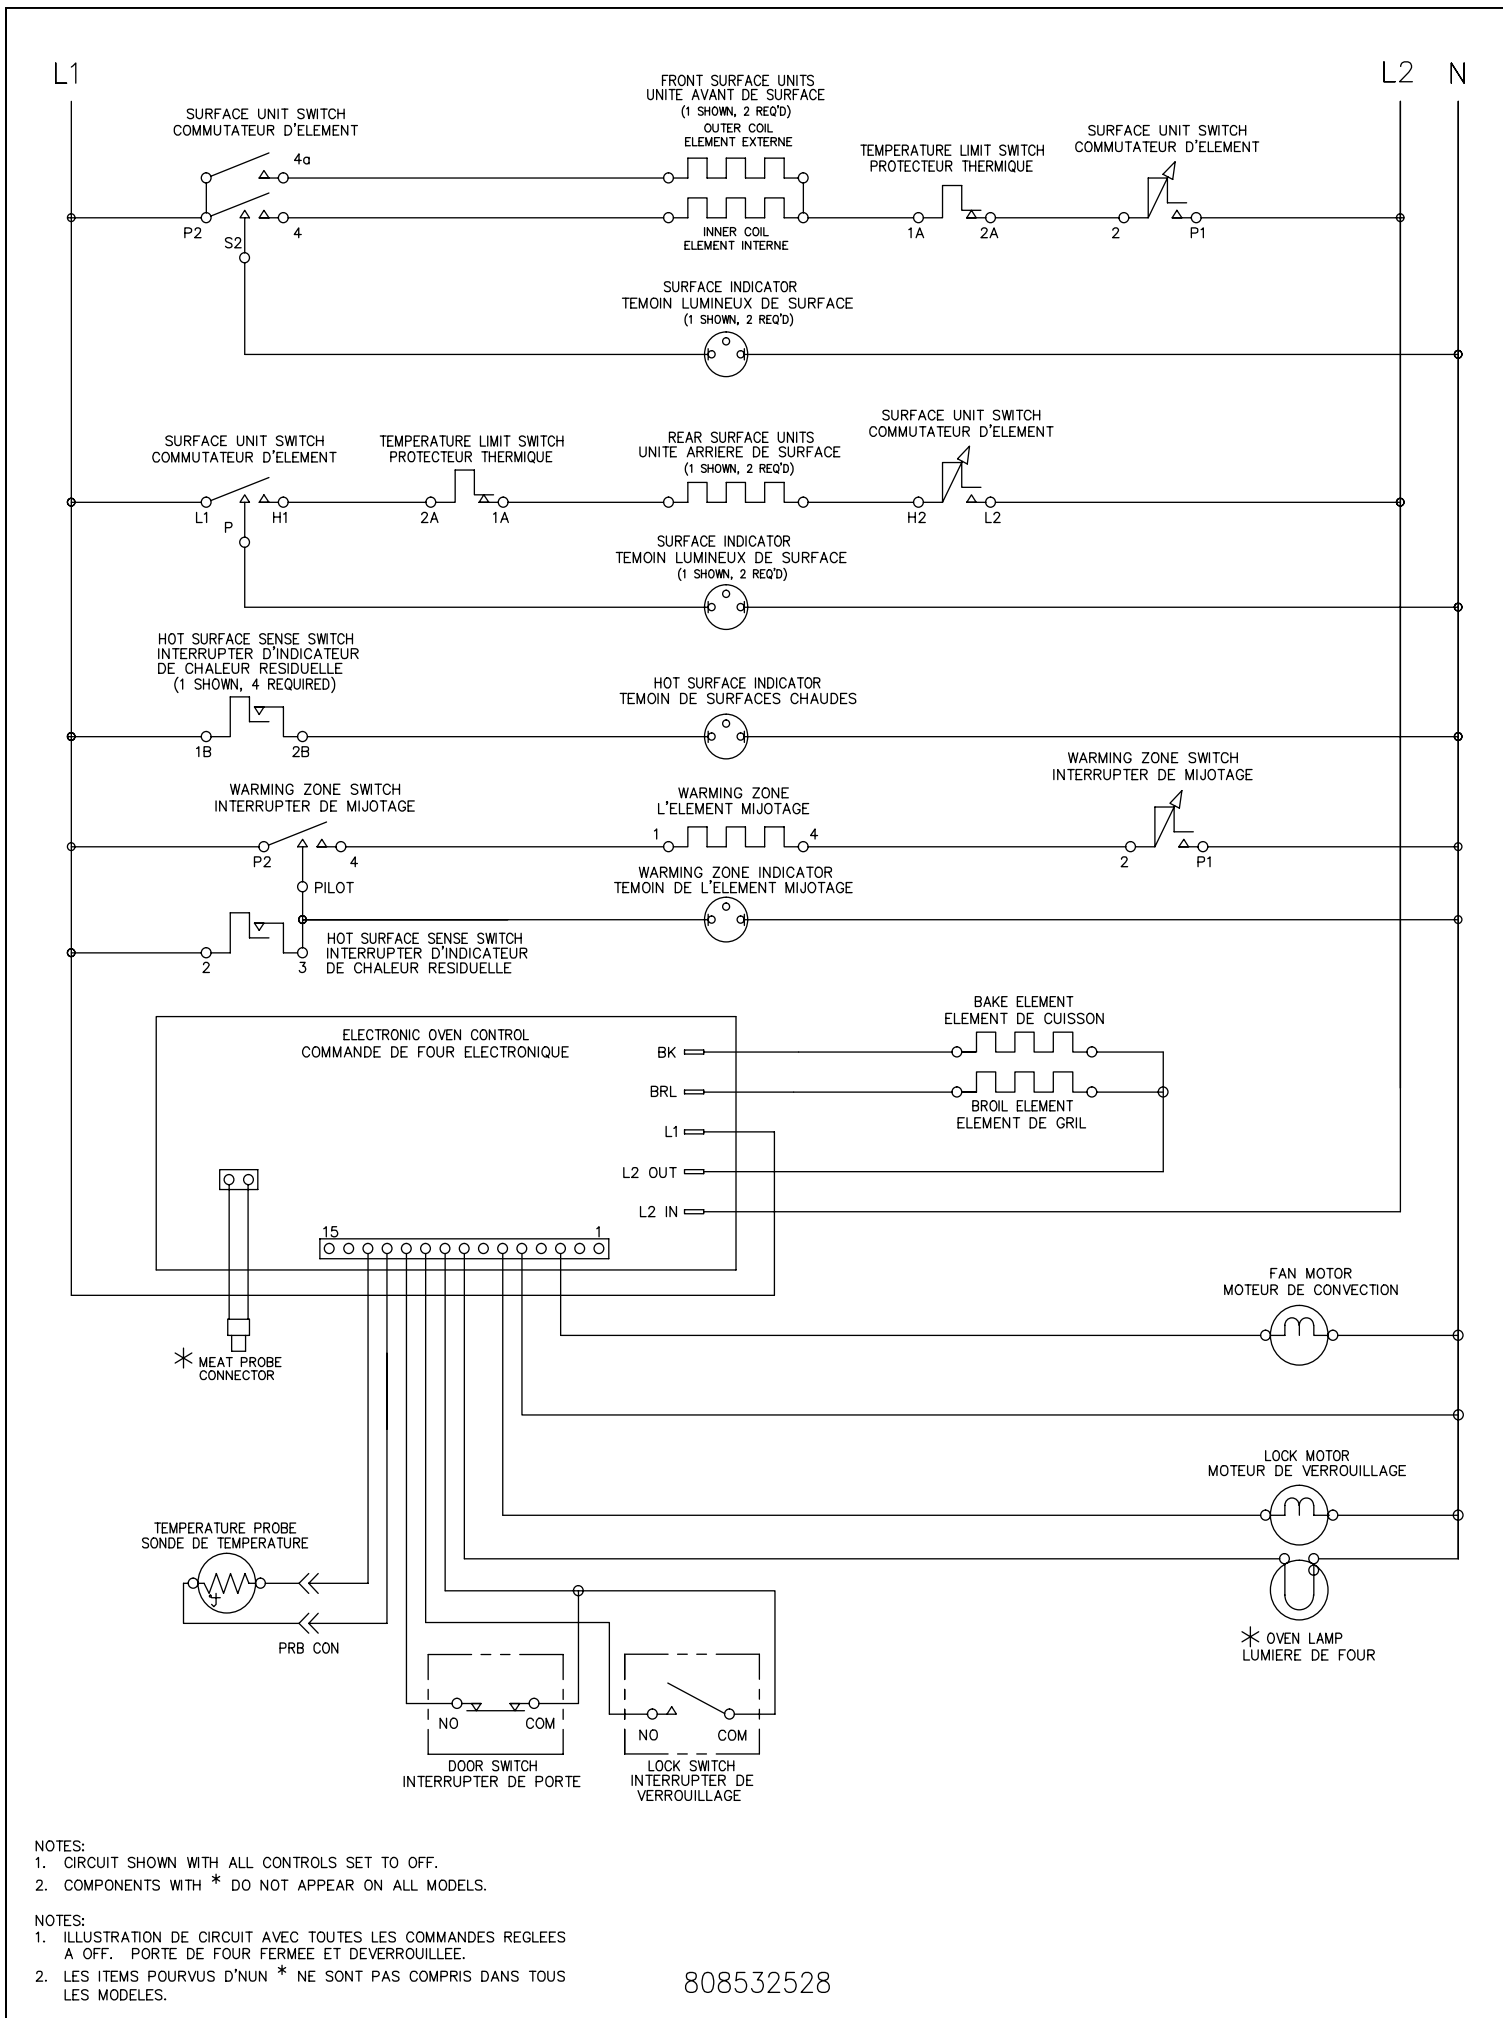 L1
L2 N
FRONT SURFACE UNITS
UNITE AVANT DE SURFACE
(1 SHOWN, 2 REQ'D)
OUTER COIL
ELEMENT EXTERNE
SURFACE UNIT SWITCH
COMMUTATEUR D'ELEMENT
4a
TEMPERATURE LIMIT SWITCH
PROTECTEUR THERMIQUE
SURFACE UNIT SWITCH
COMMUTATEUR D'ELEMENT
P2
S2
4
INNER COIL
ELEMENT INTERNE
1A
2A
2
P1
SURFACE INDICATOR
TEMOIN LUMINEUX DE SURFACE
(1 SHOWN, 2 REQ'D)
SURFACE UNIT SWITCH
COMMUTATEUR D'ELEMENT
TEMPERATURE LIMIT SWITCH
PROTECTEUR THERMIQUE
REAR SURFACE UNITS
UNITE ARRIERE DE SURFACE
(1 SHOWN, 2 REQ'D)
SURFACE UNIT SWITCH
COMMUTATEUR D'ELEMENT
L1
P
H1
2A
1A
H2
L2
SURFACE INDICATOR
TEMOIN LUMINEUX DE SURFACE
(1 SHOWN, 2 REQ'D)
HOT SURFACE SENSE SWITCH
INTERRUPTER D'INDICATEUR
DE CHALEUR RESIDUELLE
(1 SHOWN, 4 REQUIRED)
HOT SURFACE INDICATOR
TEMOIN DE SURFACES CHAUDES
1B
2B
WARMING ZONE SWITCH
INTERRUPTER DE MIJOTAGE
WARMING ZONE
L'ELEMENT MIJOTAGE
WARMING ZONE SWITCH
INTERRUPTER DE MIJOTAGE
1
4
P2
4
2
P1
PILOT
WARMING ZONE INDICATOR
TEMOIN DE L'ELEMENT MIJOTAGE
2
3
HOT SURFACE SENSE SWITCH
INTERRUPTER D'INDICATEUR
DE CHALEUR RESIDUELLE
ELECTRONIC OVEN CONTROL
COMMANDE DE FOUR ELECTRONIQUE
BAKE ELEMENT
ELEMENT DE CUISSON
BK
BRL
BROIL ELEMENT
ELEMENT DE GRIL
L1
L2 OUT
L2 IN
15
1
* MEAT PROBE
CONNECTOR
FAN MOTOR
MOTEUR DE CONVECTION
LOCK MOTOR
MOTEUR DE VERROUILLAGE
TEMPERATURE PROBE
SONDE DE TEMPERATURE
PRB CON
* OVEN LAMP
LUMIERE DE FOUR
NO
COM
NO
COM
DOOR SWITCH
INTERRUPTER DE PORTE
LOCK SWITCH
INTERRUPTER DE
VERROUILLAGE
NOTES:
1. CIRCUIT SHOWN WITH ALL CONTROLS SET TO OFF.
2. COMPONENTS WITH * DO NOT APPEAR ON ALL MODELS.
NOTES:
1. ILLUSTRATION DE CIRCUIT AVEC TOUTES LES COMMANDES REGLEES
A OFF. PORTE DE FOUR FERMEE ET DEVERROUILLEE.
2. LES ITEMS POURVUS D'NUN * NE SONT PAS COMPRIS DANS TOUS
LES MODELES.
808532528